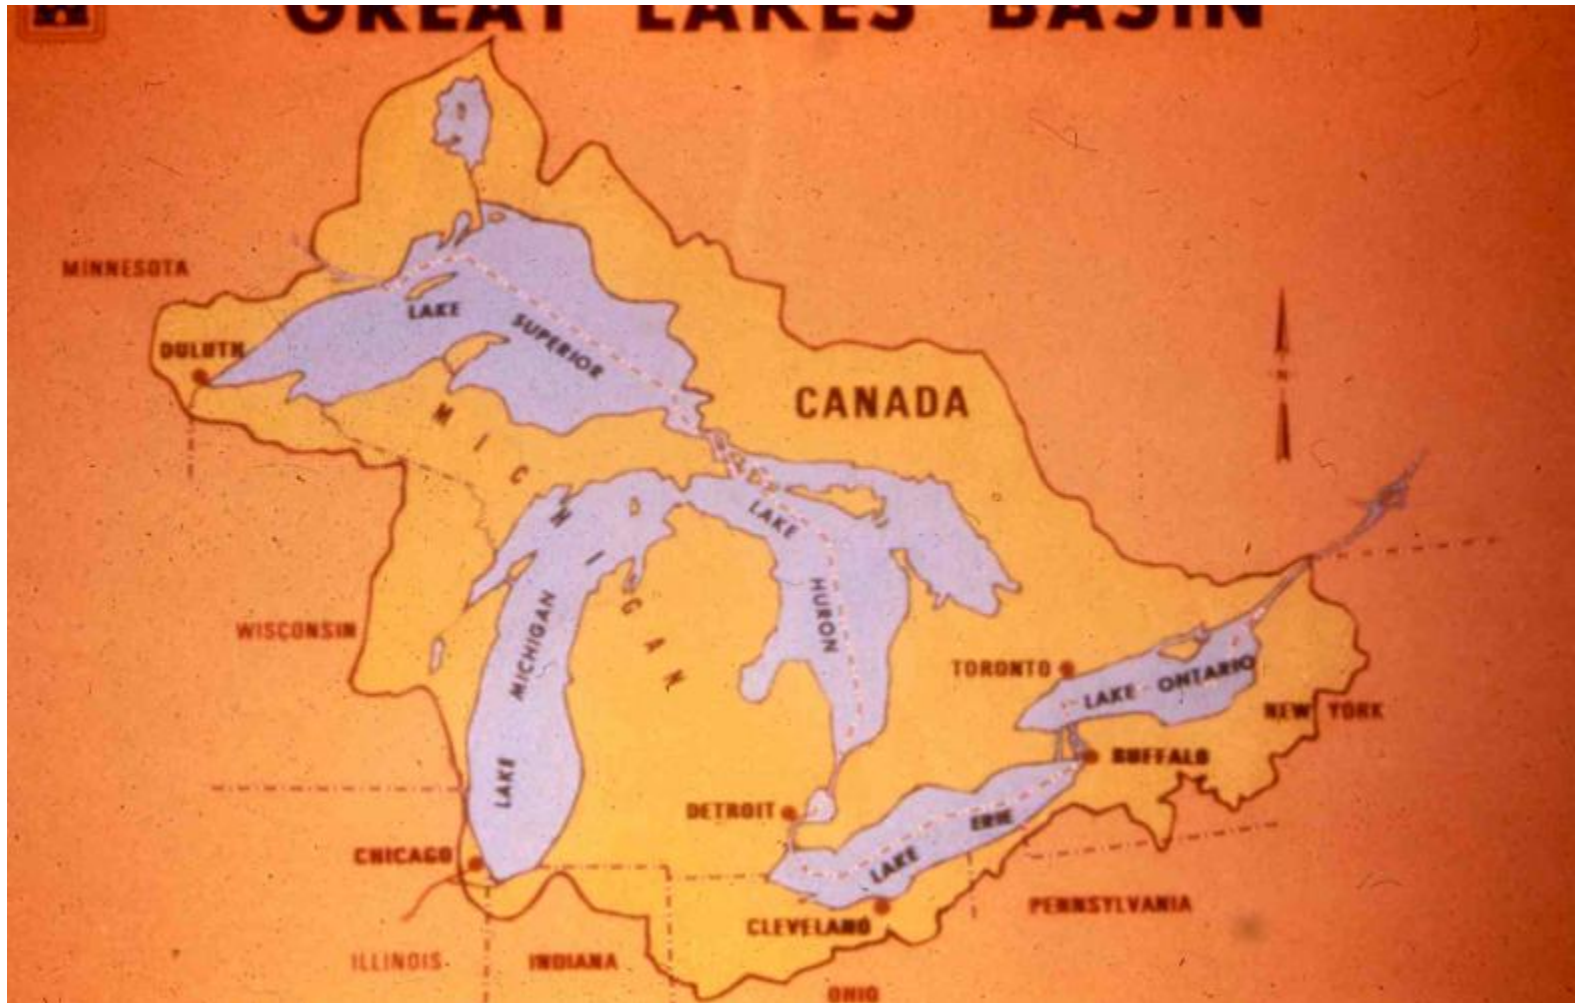 GREAT LAKES BASIN
MINNESOTA
DULUTH
LAKE SUPERIOR
CANADA
N
MICHIGAN
LAKE HURON
LAKE MICHIGAN
WISCONSIN
TORONTO
LAKE ONTARIO
NEW YORK
BUFFALO
DETROIT
LAKE ERIE
CHICAGO
CLEVELAND
PENNSYLVANIA
ILLINOIS
INDIANA
OHIO